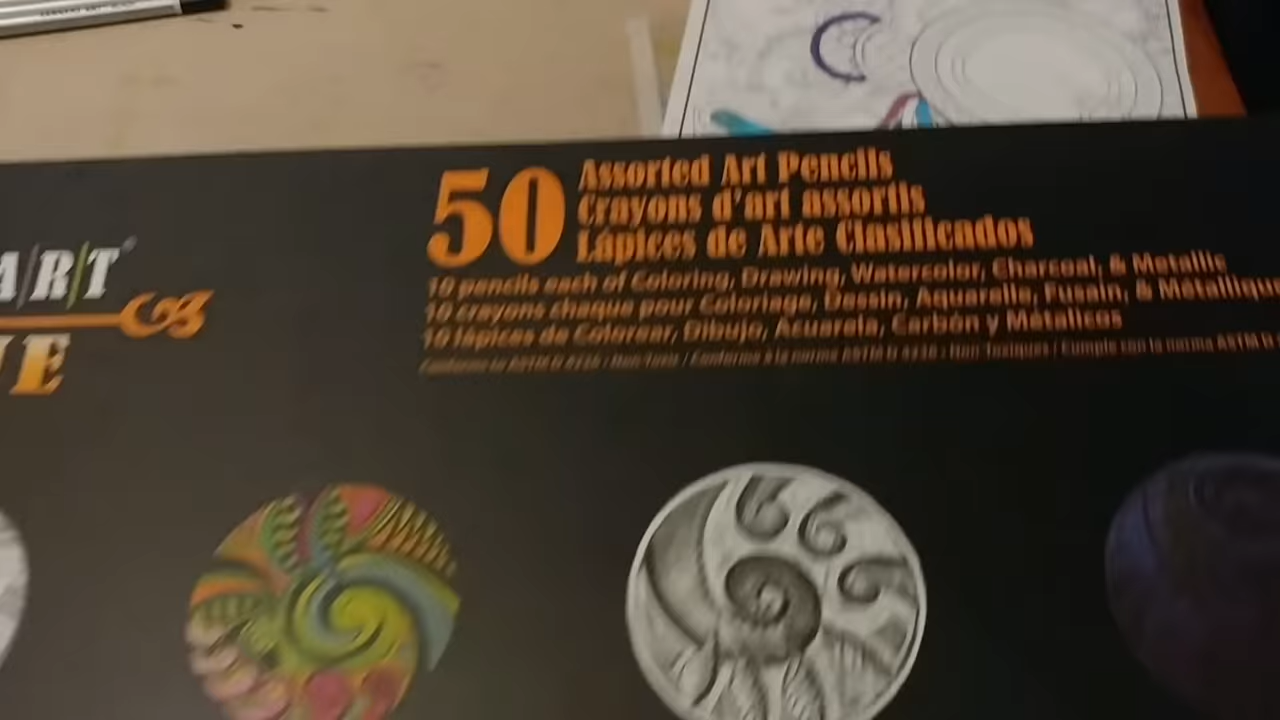 A/R/T
50 Assorted Art Pencils
Crayons d'art assortis
Lápices de Arte Clasificados
10 pencils each of Coloring, Drawing, Watercolor, Charcoal, & Metallic
10 crayons chaque pour Coloriage, Dessin, Aquarelle, Fusain, & Métallique
10 lápices de Colorear, Dibujo, Acuarela, Carbón y Metálicos